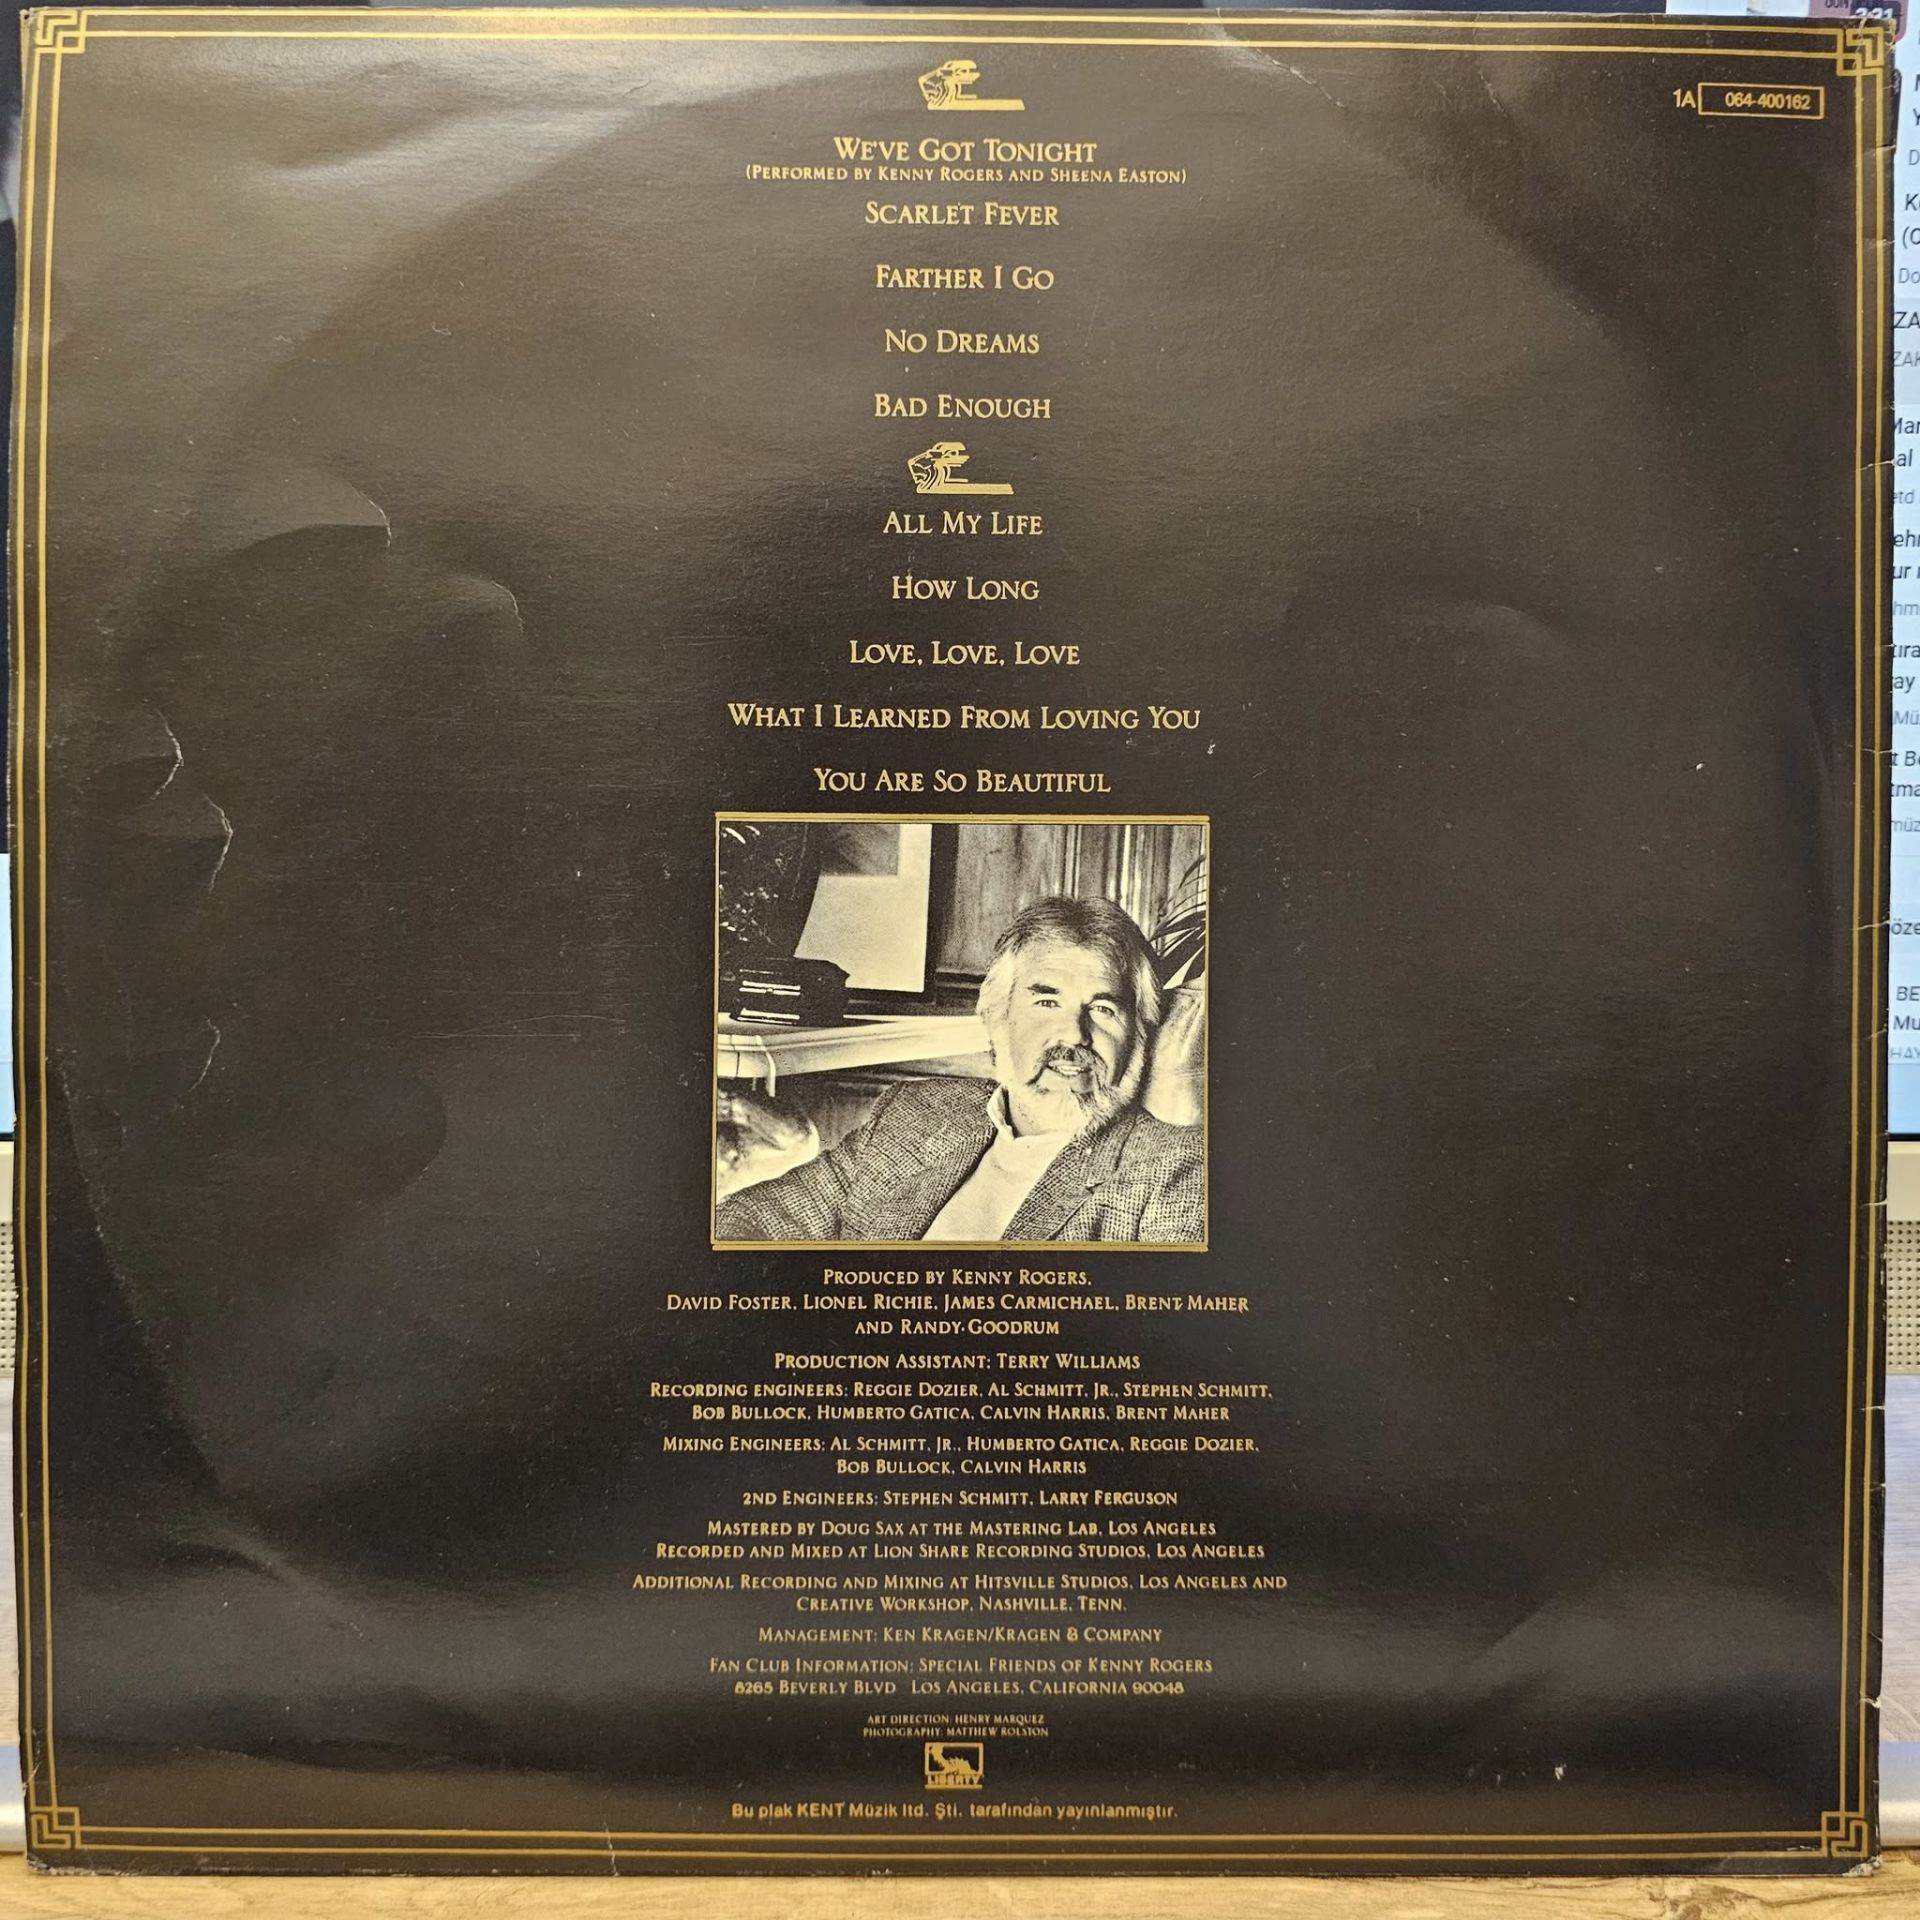 1A 064-400162
WE'VE GOT TONIGHT
(PERFORMED BY KENNY ROGERS AND SHEENA EASTON)
SCARLET FEVER
FARTHER I GO
NO DREAMS
BAD ENOUGH
ALL MY LIFE
HOW LONG
LOVE, LOVE, LOVE
WHAT I LEARNED FROM LOVING YOU
YOU ARE SO BEAUTIFUL
PRODUCED BY KENNY ROGERS,
DAVID FOSTER, LIONEL RICHIE, JAMES CARMICHAEL, BRENT MAHER
AND RANDY GOODRUM
PRODUCTION ASSISTANT: TERRY WILLIAMS
RECORDING ENGINEERS: REGGIE DOZIER, AL SCHMITT, JR., STEPHEN SCHMITT,
BOB BULLOCK, HUMBERTO GATICA, CALVIN HARRIS, BRENT MAHER
MIXING ENGINEERS: AL SCHMITT, JR., HUMBERTO GATICA, REGGIE DOZIER,
BOB BULLOCK, CALVIN HARRIS
2ND ENGINEERS: STEPHEN SCHMITT, LARRY FERGUSON
MASTERED BY DOUG SAX AT THE MASTERING LAB, LOS ANGELES
RECORDED AND MIXED AT LION SHARE RECORDING STUDIOS, LOS ANGELES
ADDITIONAL RECORDING AND MIXING AT HITSVILLE STUDIOS, LOS ANGELES AND
CREATIVE WORKSHOP, NASHVILLE, TENN.
MANAGEMENT: KEN KRAGEN/KRAGEN & COMPANY
FAN CLUB INFORMATION: SPECIAL FRIENDS OF KENNY ROGERS
8265 BEVERLY BLVD LOS ANGELES, CALIFORNIA 90048
ART DIRECTION: HENRY MARQUEZ
PHOTOGRAPHY: MATTHEW ROLSTON
LIBERTY
Bu plak KENT Müzik ltd. Şti. tarafından yayınlanmıştır.